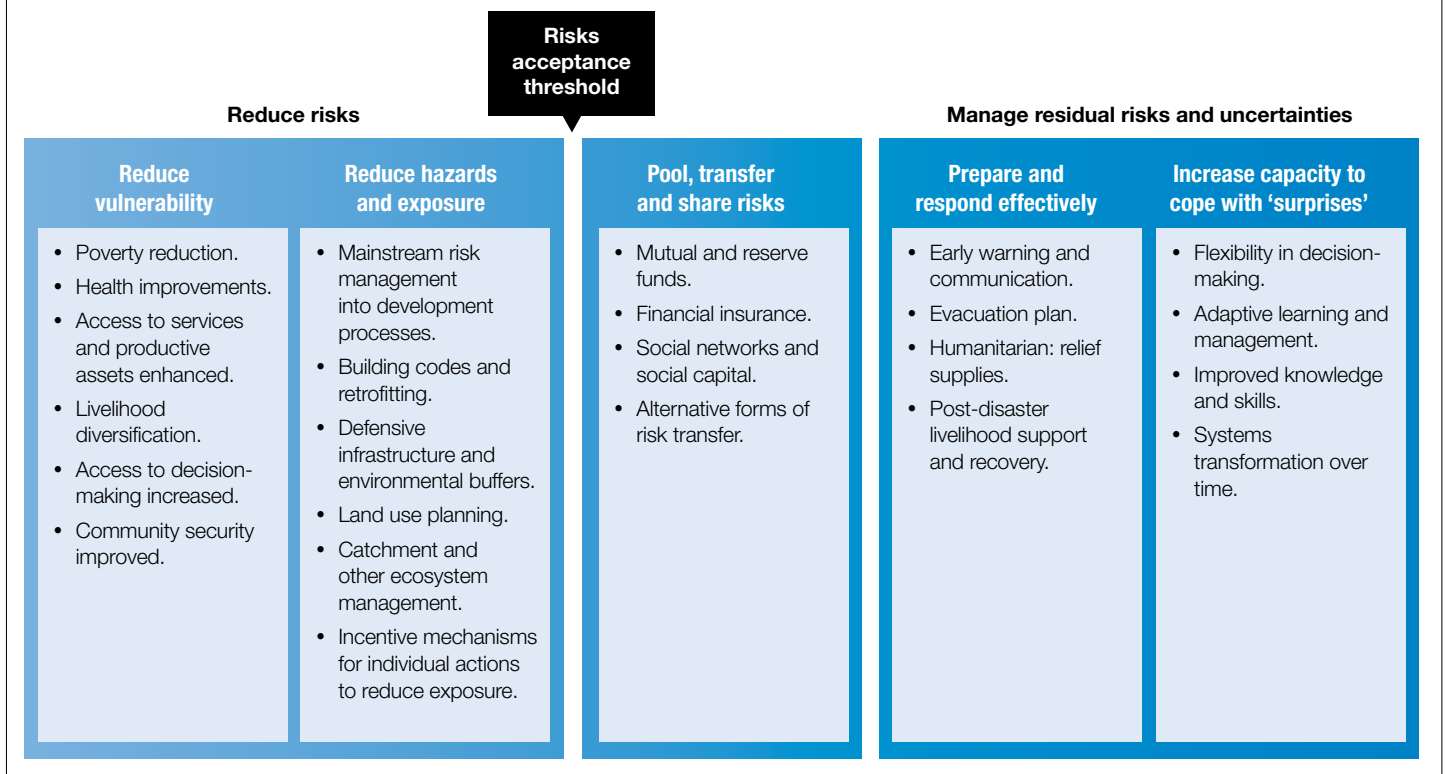 Risks
acceptance
threshold
Reduce risks
Manage residual risks and uncertainties
Reduce
vulnerability
• Poverty reduction.
• Health improvements.
• Access to services
and productive
assets enhanced.
• Livelihood
diversification.
• Access to decision-
making increased.
• Community security
improved.
Reduce hazards
and exposure
• Mainstream risk
management
into development
processes.
• Building codes and
retrofitting.
• Defensive
infrastructure and
environmental buffers.
• Land use planning.
• Catchment and
other ecosystem
management.
• Incentive mechanisms
for individual actions
to reduce exposure.
Pool, transfer
and share risks
• Mutual and reserve
funds.
• Financial insurance.
• Social networks and
social capital.
• Alternative forms of
risk transfer.
Prepare and
respond effectively
• Early warning and
communication.
• Evacuation plan.
• Humanitarian: relief
supplies.
• Post-disaster
livelihood support
and recovery.
Increase capacity to
cope with ‘surprises’
• Flexibility in decision-
making.
• Adaptive learning and
management.
• Improved knowledge
and skills.
• Systems
transformation over
time.